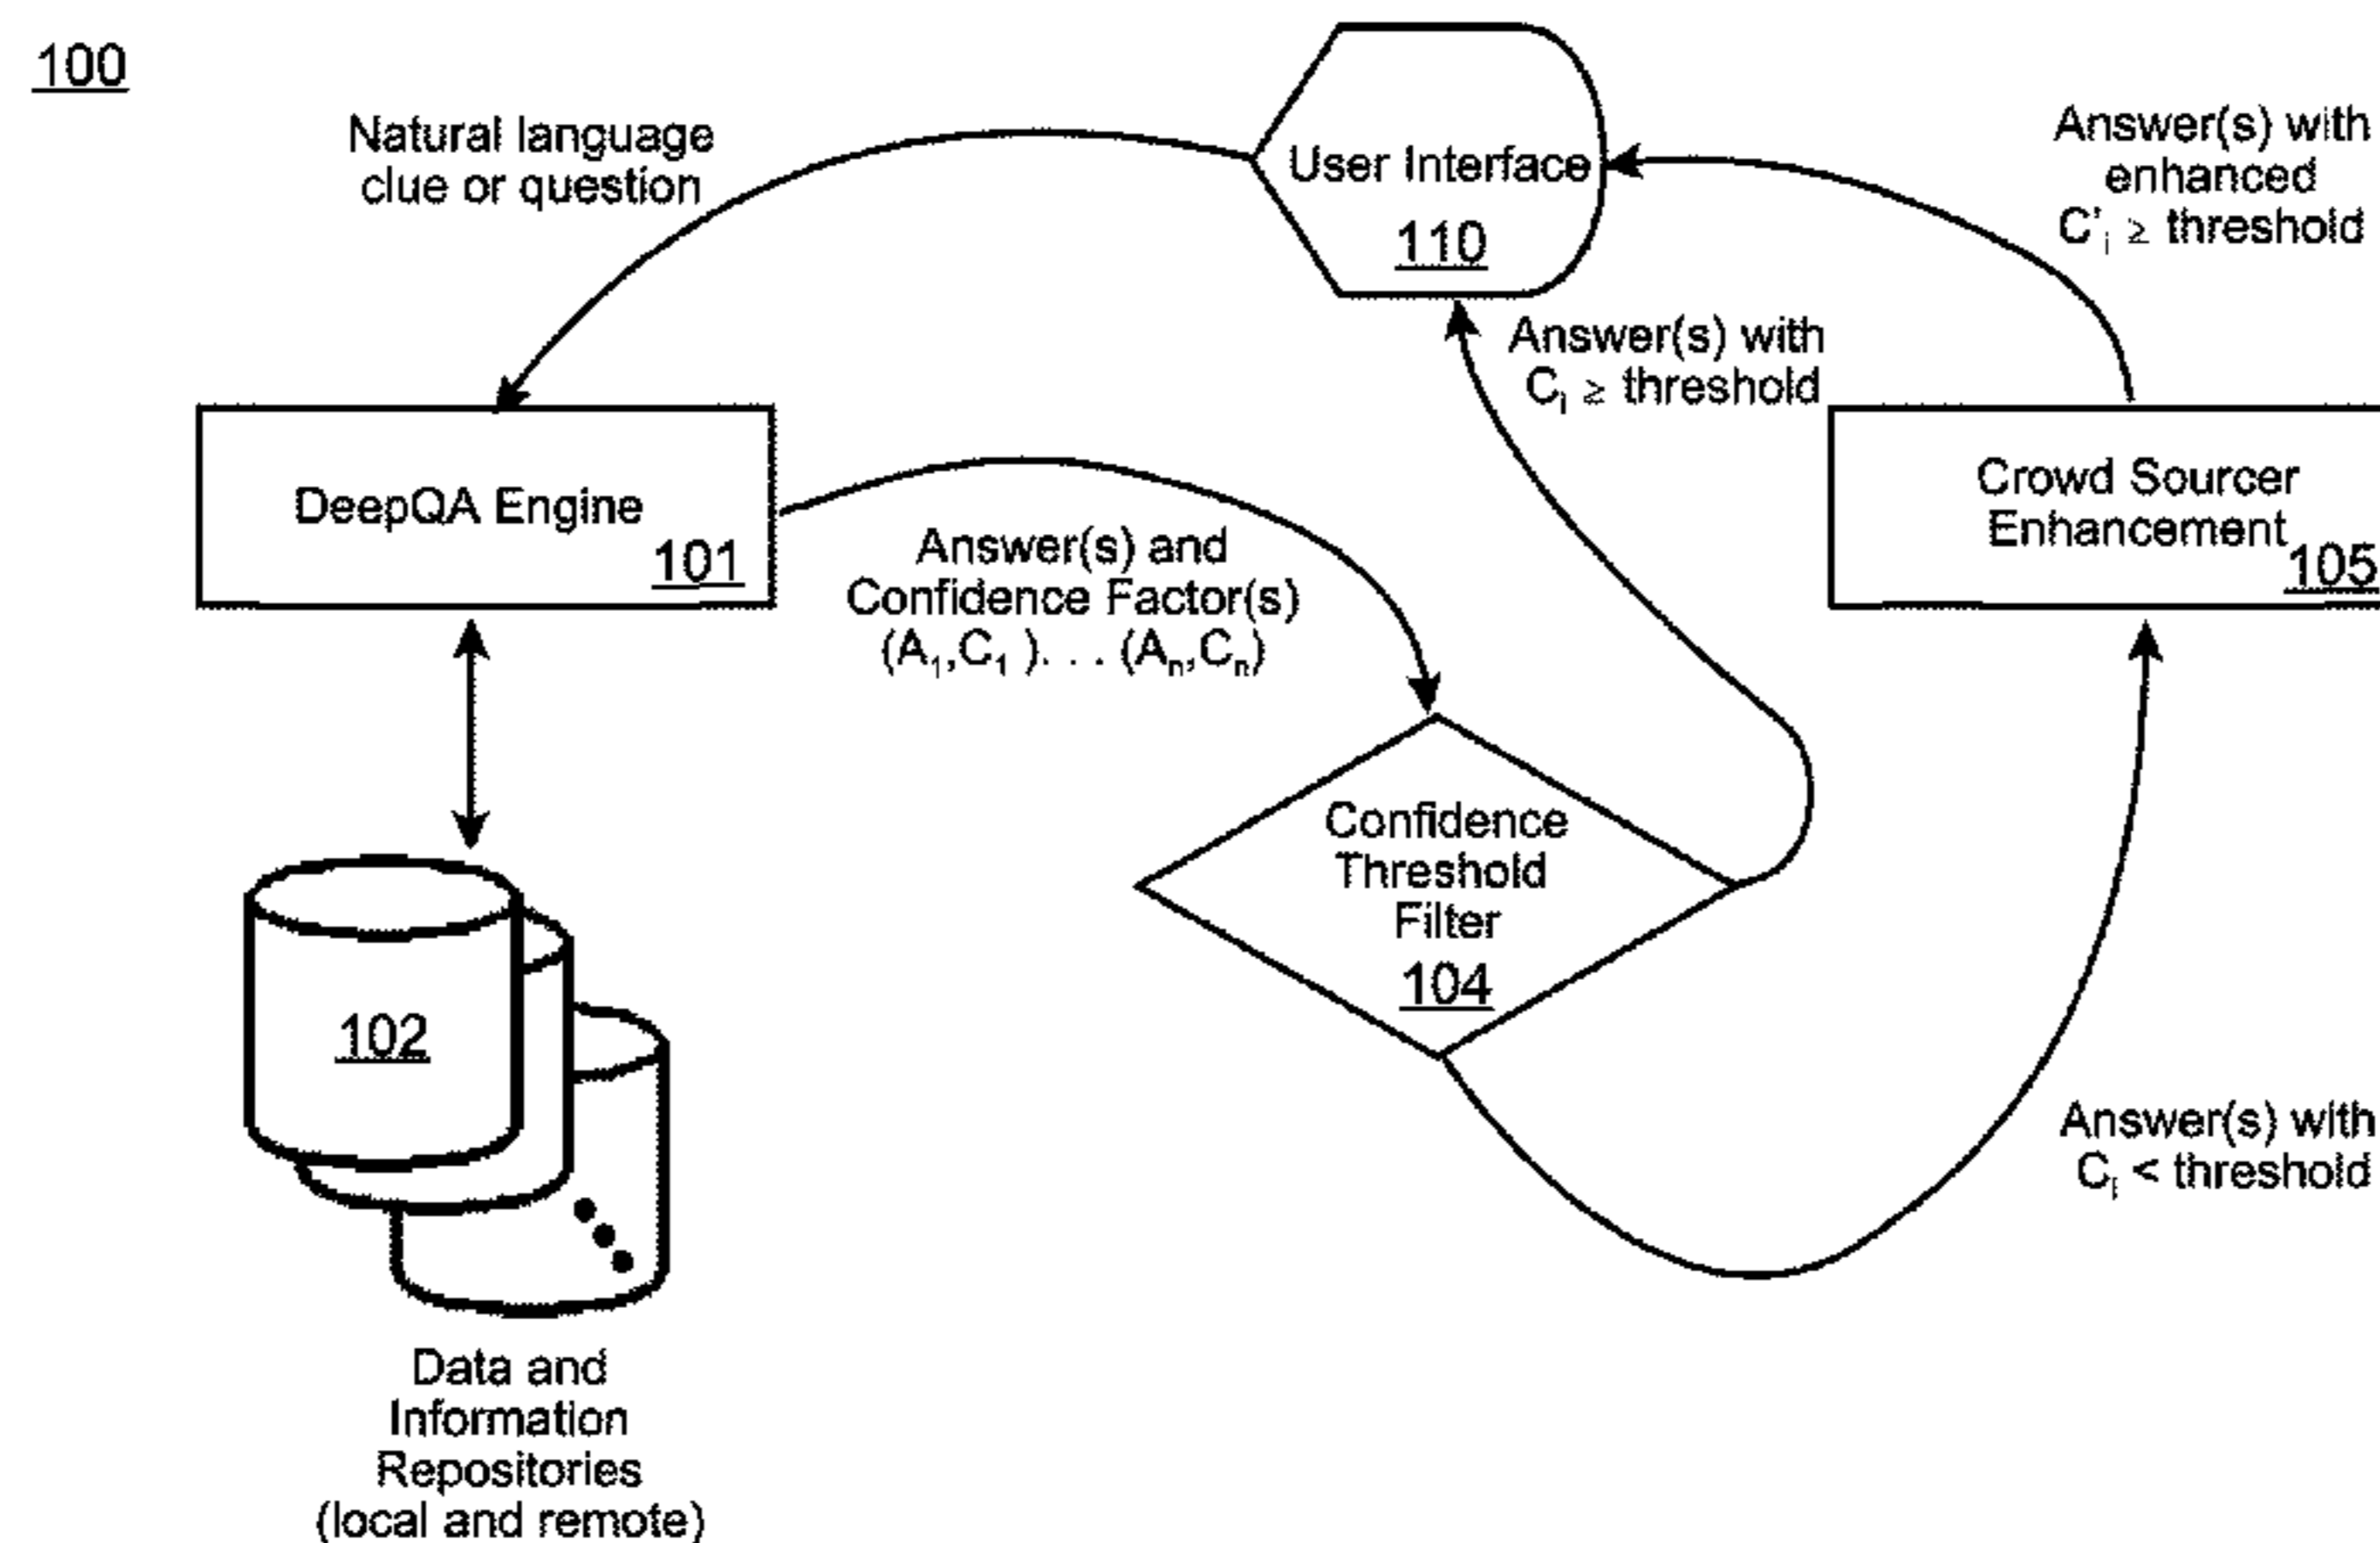 100
Natural language
clue or question
User Interface
110
Answer(s) with
enhanced
C'i ≥ threshold
Answer(s) with
Ci ≥ threshold
DeepQA Engine
101
Answer(s) and
Confidence Factor(s)
(A1,C1 ). . . (An,Cn)
Crowd Sourcer
Enhancement
105
Confidence
Threshold
Filter
104
102
Answer(s) with
Ci < threshold
Data and
Information
Repositories
(local and remote)